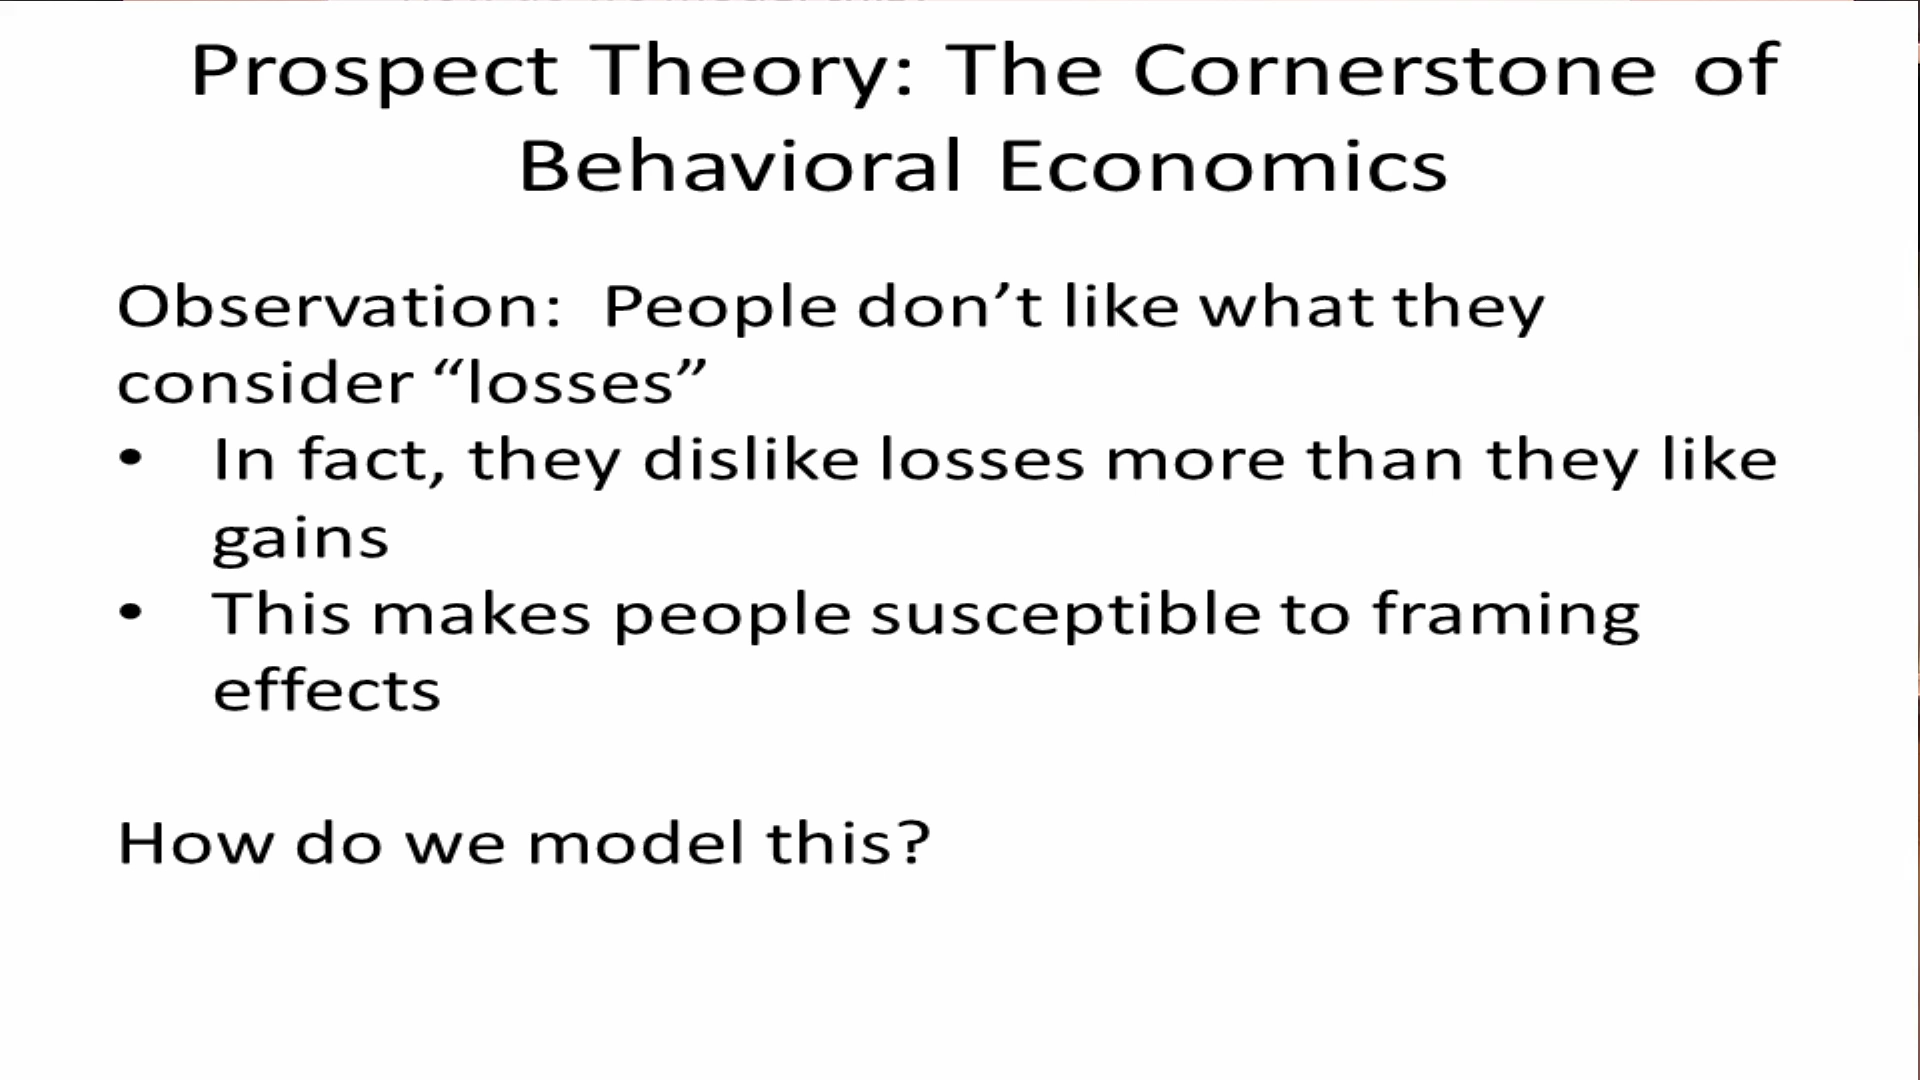 Prospect Theory: The Cornerstone of
Behavioral Economics
Observation: People don’t like what they
consider “losses”
• In fact, they dislike losses more than they like
gains
• This makes people susceptible to framing
effects
How do we model this?